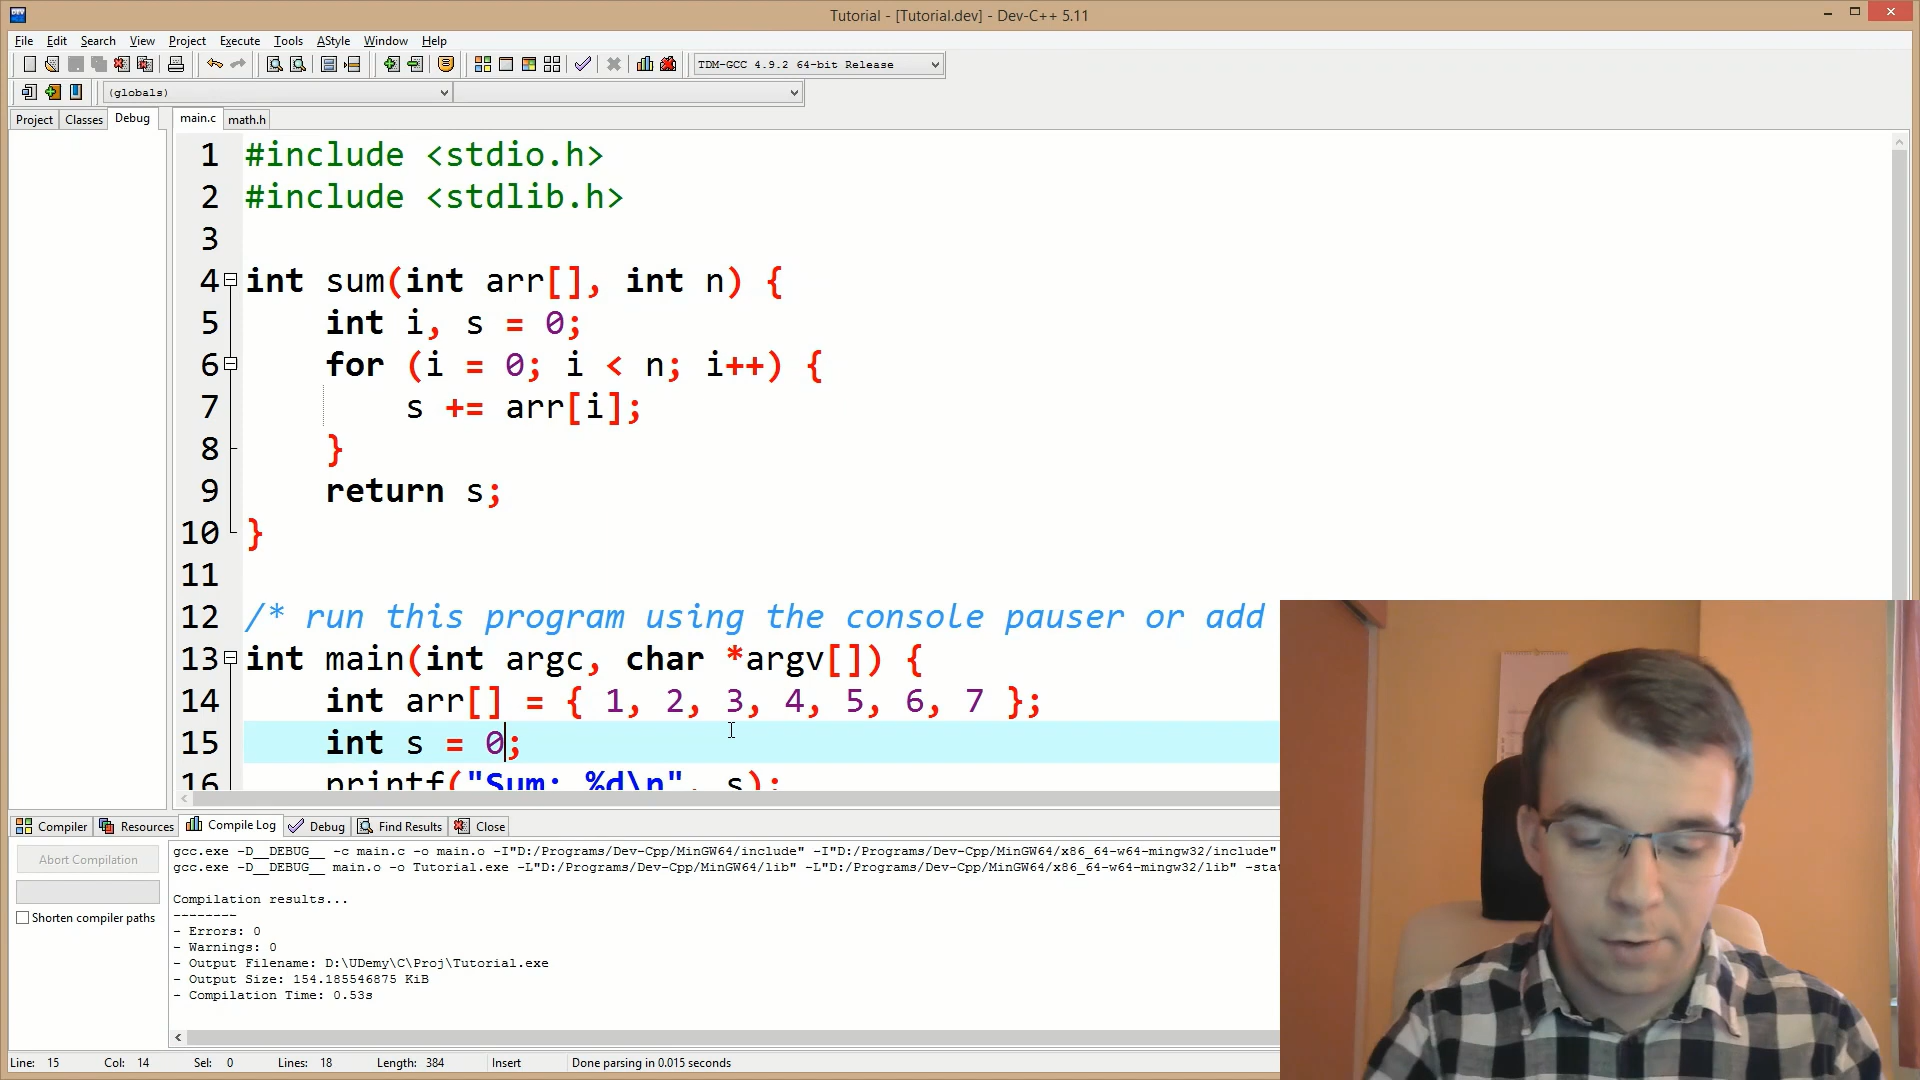 Tutorial - [Tutorial.dev] - Dev-C++ 5.11
File Edit Search View Project Execute Tools AStyle Window Help
TDM-GCC 4.9.2 64-bit Release
(globals)
Project Classes Debug main.c math.h
1 #include <stdio.h>
2 #include <stdlib.h>
3
4 int sum(int arr[], int n) {
5 int i, s = 0;
6 for (i = 0; i < n; i++) {
7 s += arr[i];
8 }
9 return s;
10 }
11
12 /* run this program using the console pauser or add
13 int main(int argc, char *argv[]) {
14 int arr[] = { 1, 2, 3, 4, 5, 6, 7 };
15 int s = 0;
16 printf("Sum: %d\n", s);
Compiler Resources Compile Log Debug Find Results Close
Abort Compilation
Shorten compiler paths
gcc.exe -D__DEBUG__ -c main.c -o main.o -I"D:/Programs/Dev-Cpp/MinGW64/include" -I"D:/Programs/Dev-Cpp/MinGW64/x86_64-w64-mingw32/include"
gcc.exe -D__DEBUG__ main.o -o Tutorial.exe -L"D:/Programs/Dev-Cpp/MinGW64/lib" -L"D:/Programs/Dev-Cpp/MinGW64/x86_64-w64-mingw32/lib" -sta
Compilation results...
--------
- Errors: 0
- Warnings: 0
- Output Filename: D:\UDemy\C\Proj\Tutorial.exe
- Output Size: 154.185546875 KiB
- Compilation Time: 0.53s
Line: 15 Col: 14 Sel: 0 Lines: 18 Length: 384 Insert Done parsing in 0.015 seconds